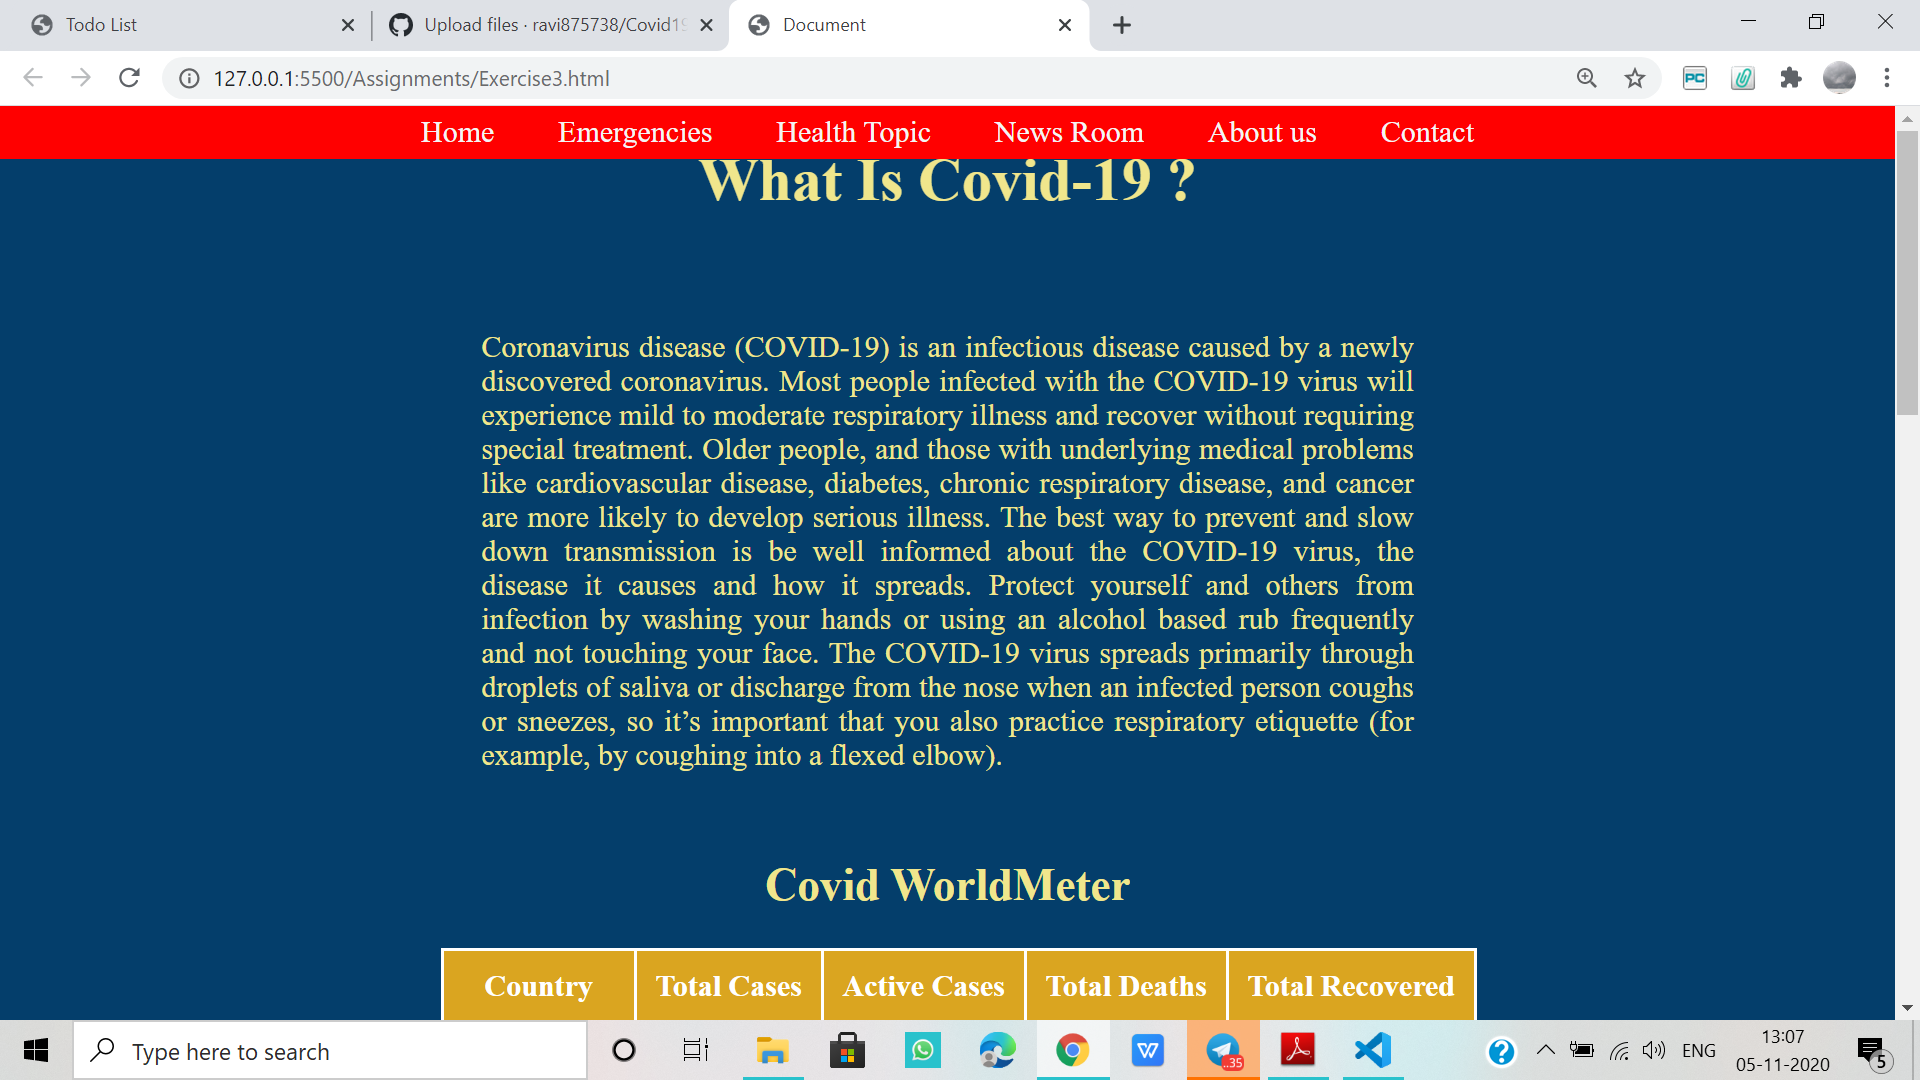 Todo List
Upload files · ravi875738/Covid19
Document
127.0.0.1:5500/Assignments/Exercise3.html
PC
Home Emergencies Health Topic News Room About us Contact
What Is Covid-19 ?
Coronavirus disease (COVID-19) is an infectious disease caused by a newly
discovered coronavirus. Most people infected with the COVID-19 virus will
experience mild to moderate respiratory illness and recover without requiring
special treatment. Older people, and those with underlying medical problems
like cardiovascular disease, diabetes, chronic respiratory disease, and cancer
are more likely to develop serious illness. The best way to prevent and slow
down transmission is be well informed about the COVID-19 virus, the
disease it causes and how it spreads. Protect yourself and others from
infection by washing your hands or using an alcohol based rub frequently
and not touching your face. The COVID-19 virus spreads primarily through
droplets of saliva or discharge from the nose when an infected person coughs
or sneezes, so it’s important that you also practice respiratory etiquette (for
example, by coughing into a flexed elbow).
Covid WorldMeter
Country Total Cases Active Cases Total Deaths Total Recovered
Type here to search
W
..35
?
ENG
13:07
05-11-2020
5